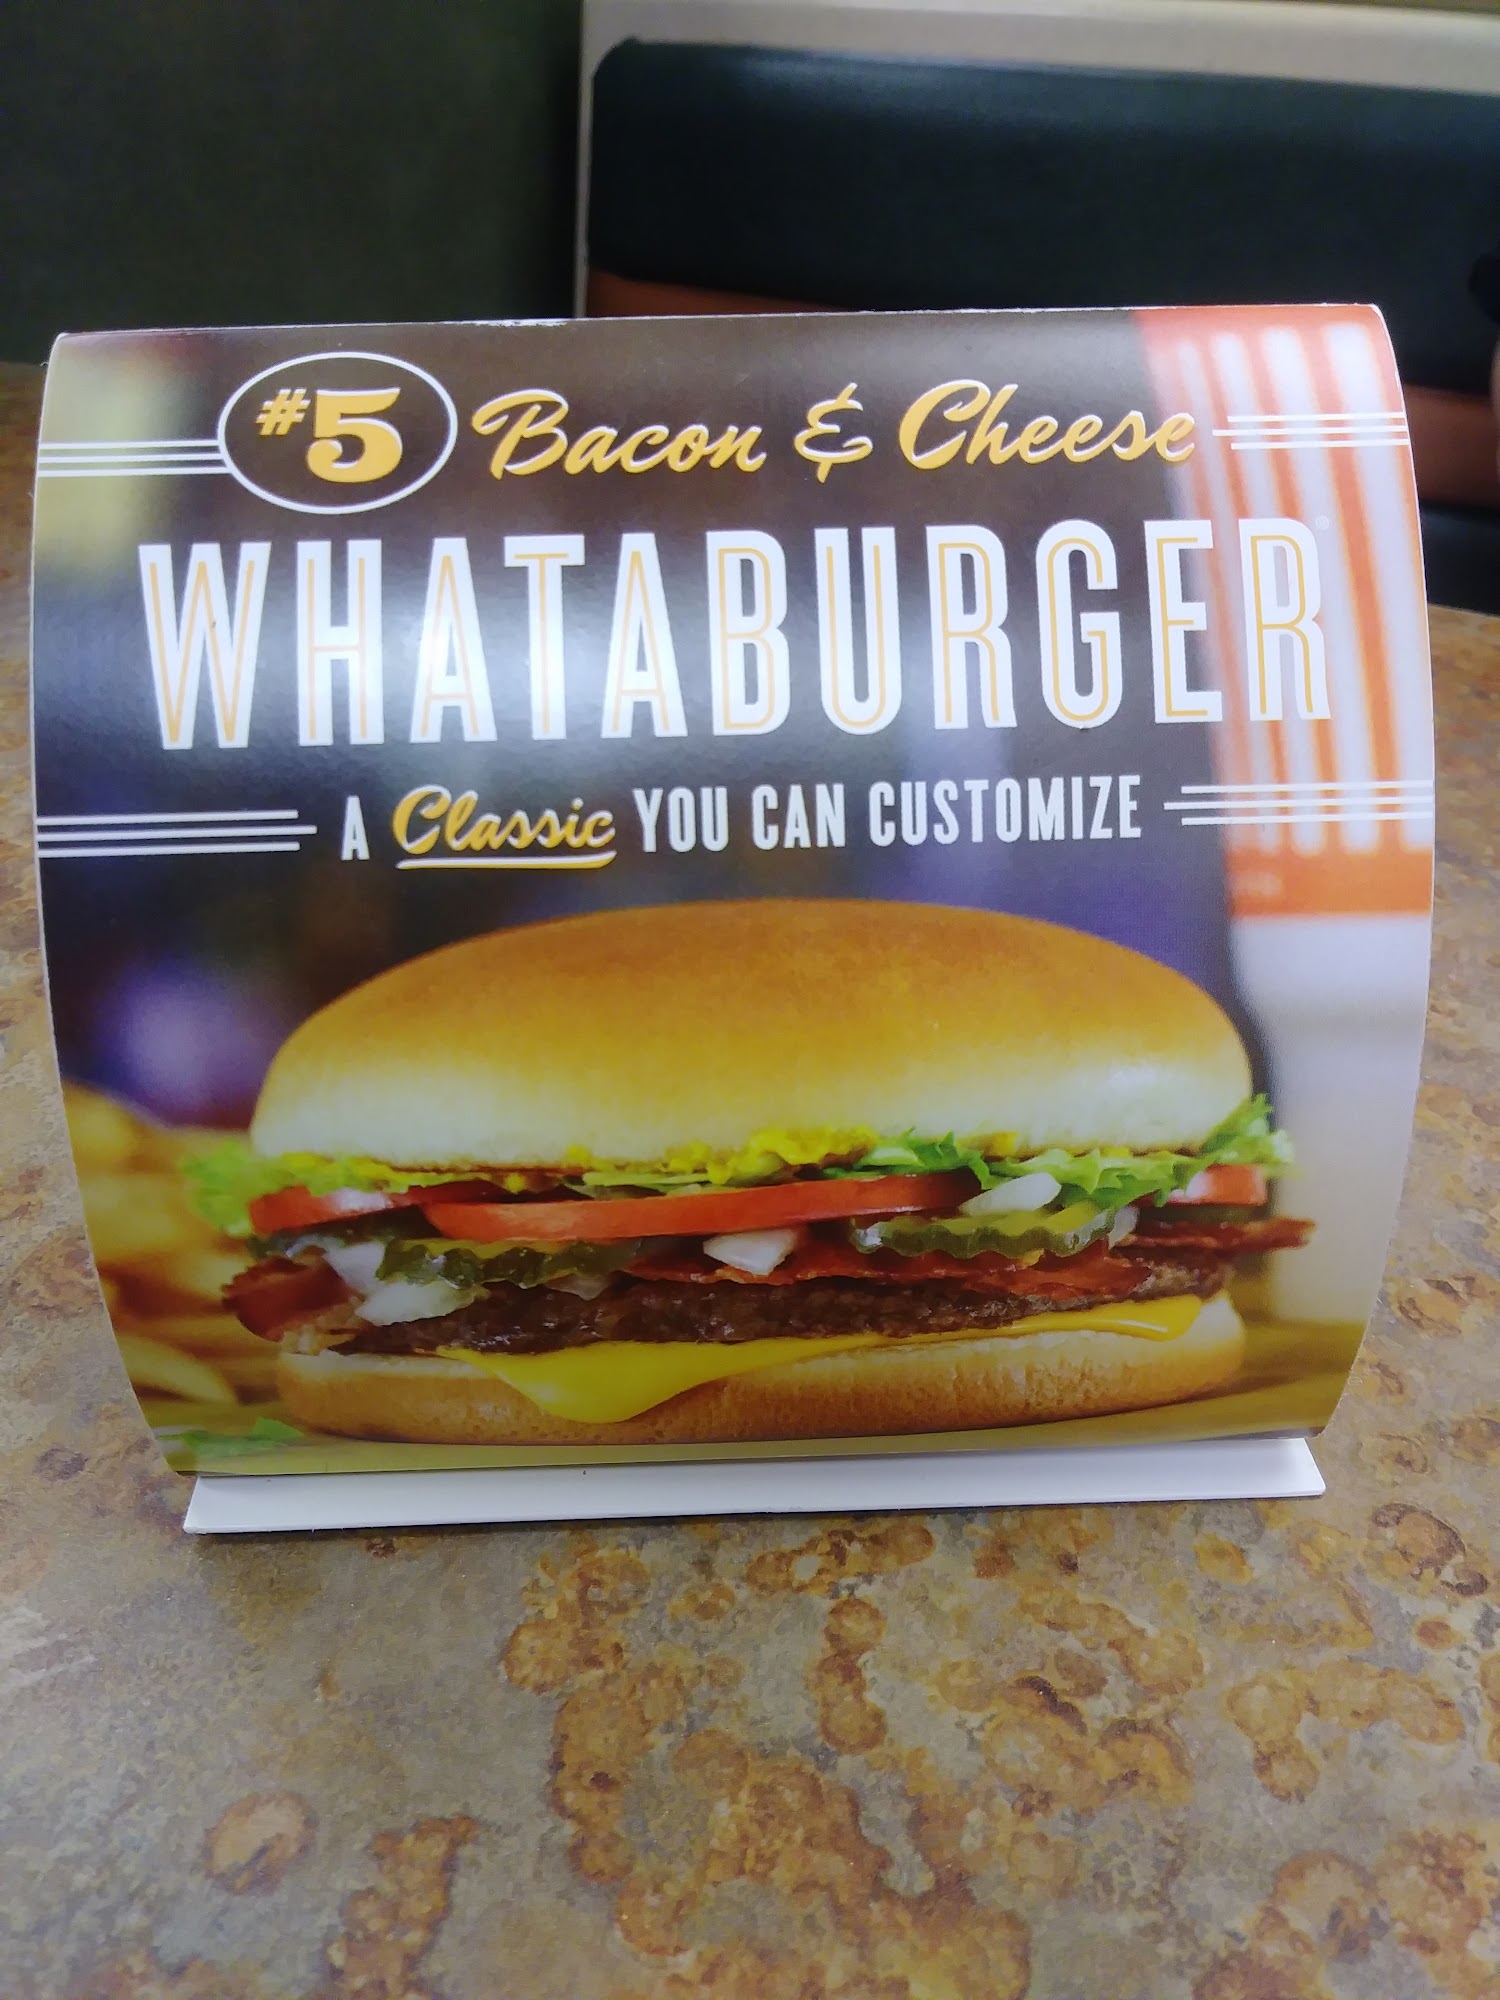 #5 Bacon & Cheese
WHATABURGER®
A Classic YOU CAN CUSTOMIZE